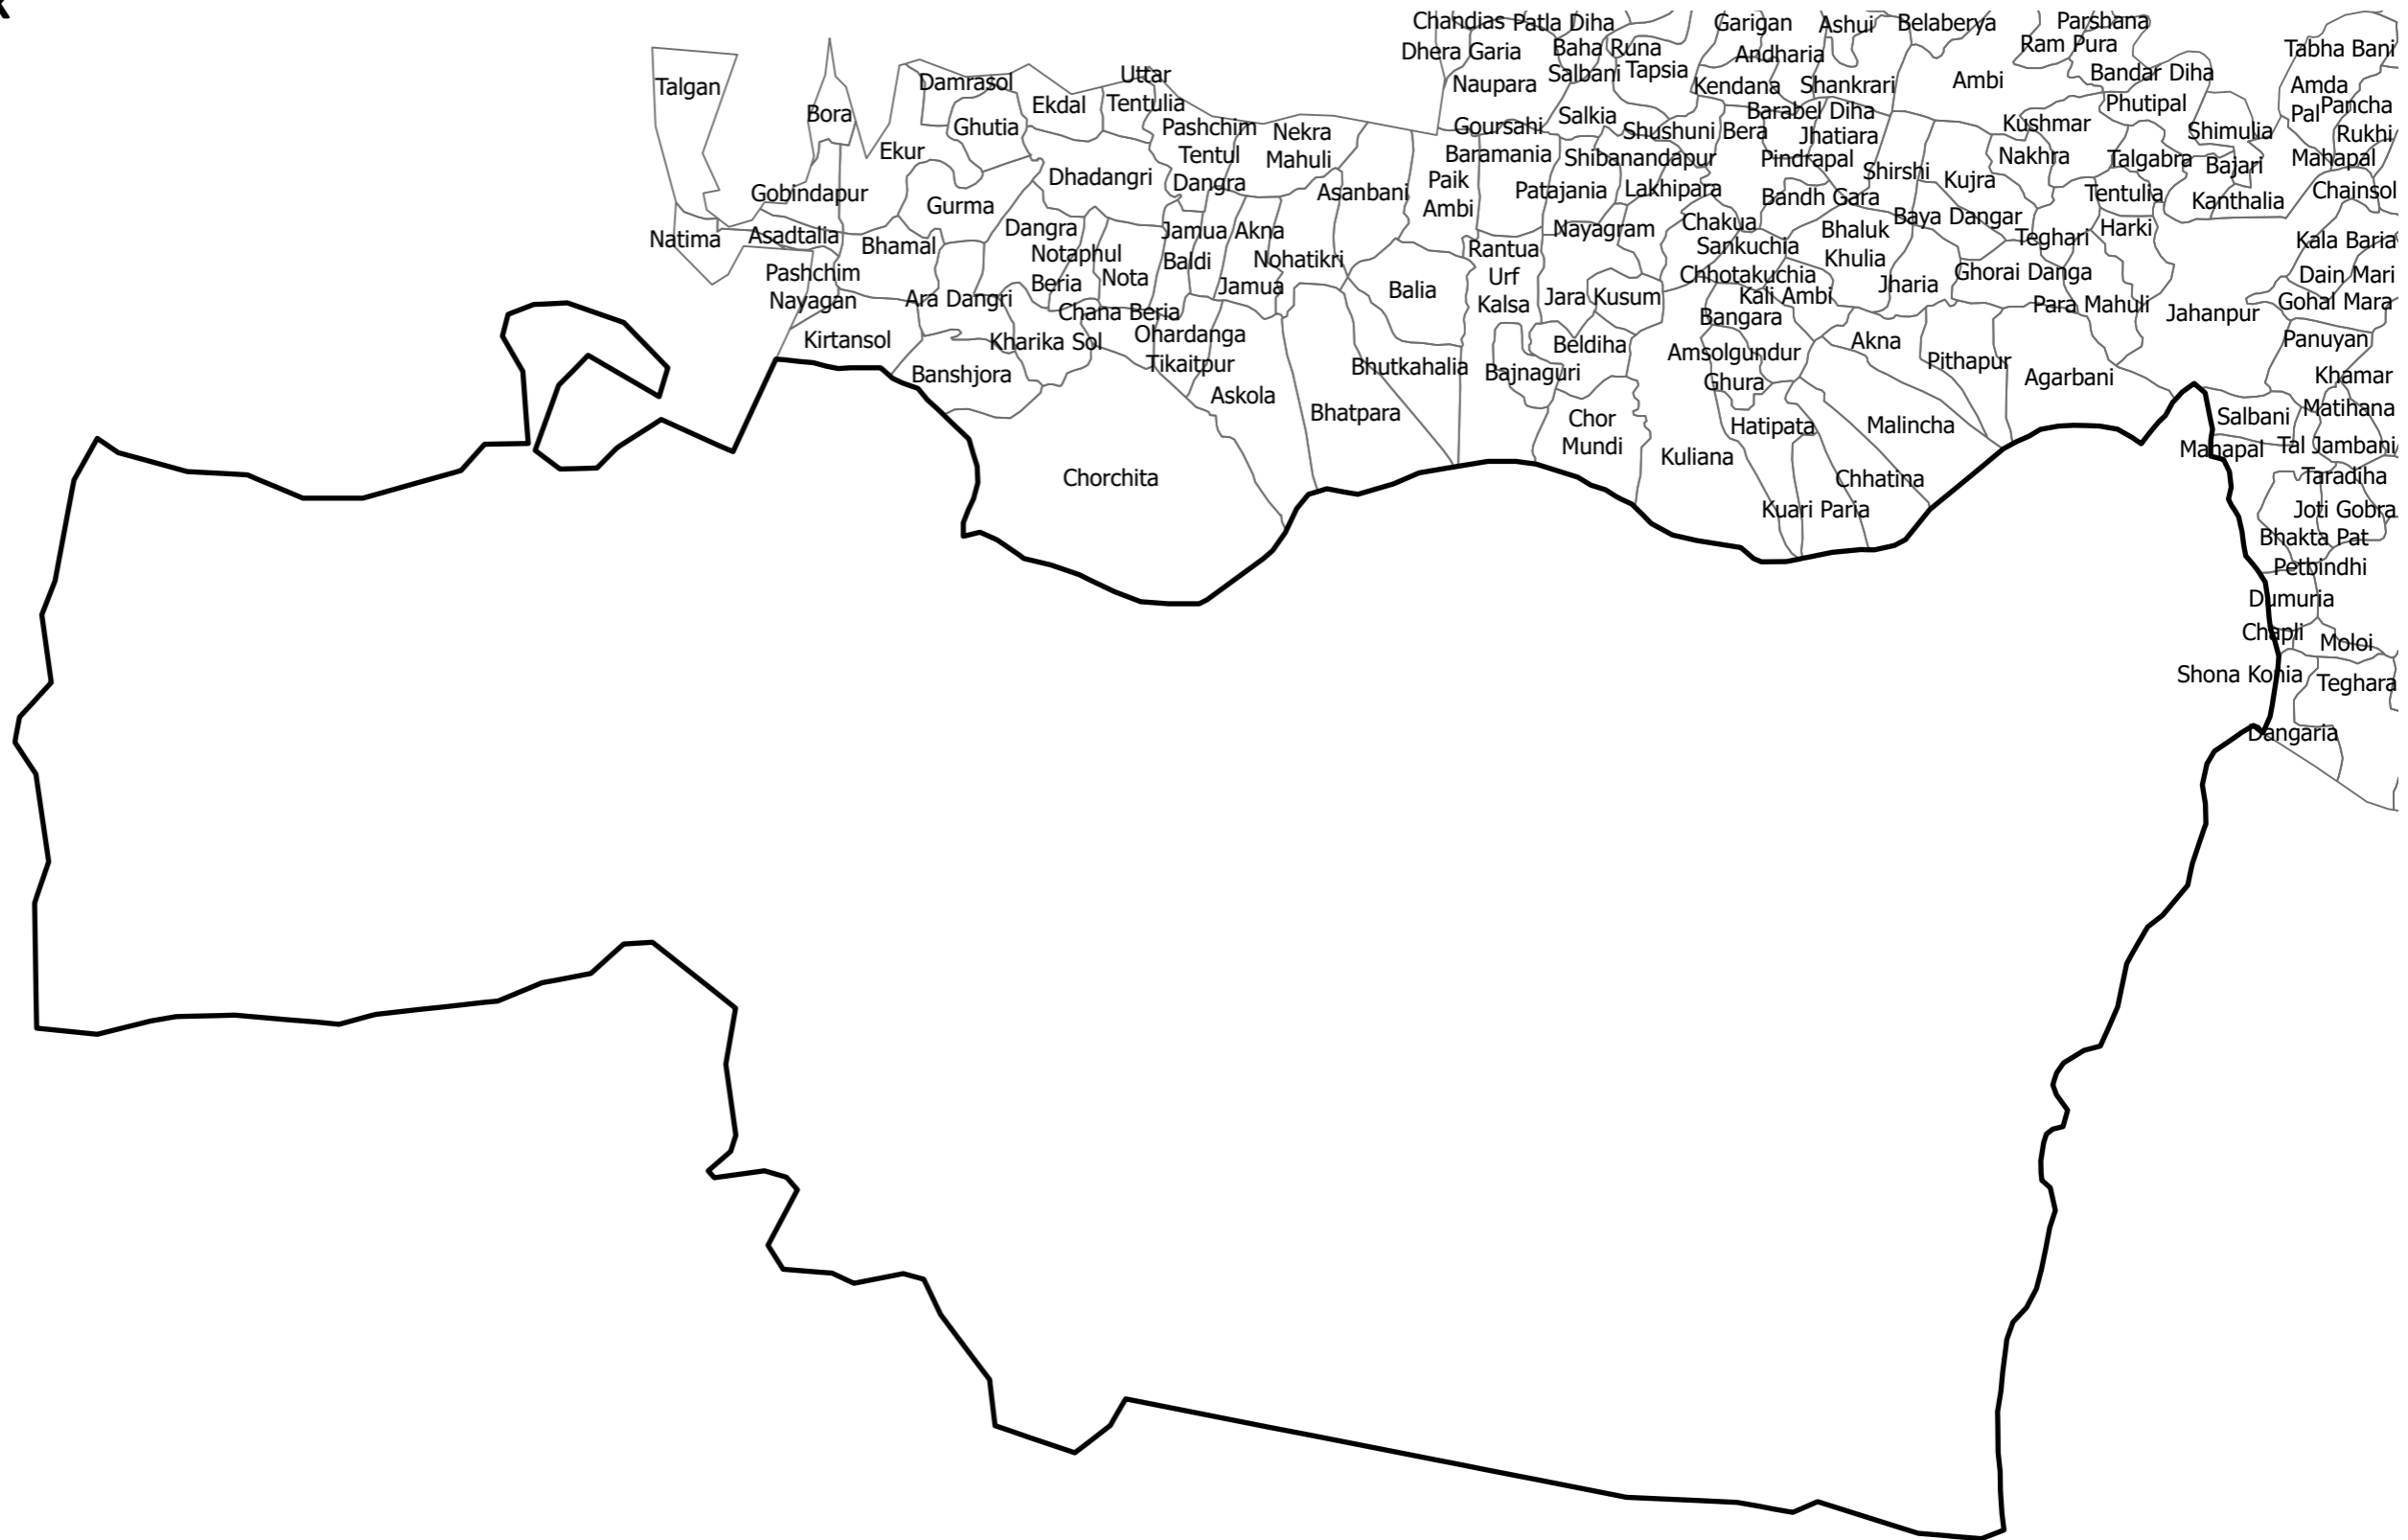 Chandias Patla Diha
Garigan
Ashui
Belaberya
Parshana
Dhera Garia
Baha Runa
Andharia
Ram Pura
Tabha Bani
Talgan
Damrasol
Uttar
Tentulia
Naupara
Salbani
Tapsia
Kendana
Shankrari
Ambi
Bandar Diha
Amda
Pal
Pancha
Bora
Ekdal
Ghutia
Pashchim
Tentul
Dangra
Nekra
Mahuli
Goursahi
Salkia
Shushuni
Bera
Barabel Diha
Jhatiara
Kushmar
Phutipal
Shimulia
Rukhi
Ekur
Baramania
Shibanandapur
Pindrapal
Shirshi
Nakhra
Talgabra
Bajari
Mahapal
Gobindapur
Gurma
Dhadangri
Asanbani
Paik
Ambi
Patajania
Lakhipara
Bandh Gara
Kujra
Tentulia
Kanthalia
Chainsol
Natima
Asadtalia
Bhamal
Dangra
Notaphul
Beria
Nota
Jamua
Baldi
Akna
Nohatikri
Jamua
Rantua
Urf
Kalsa
Nayagram
Chakua
Sankuchia
Chhotakuchia
Bhaluk
Khulia
Baya Dangar
Teghari
Harki
Kala Baria
Pashchim
Nayagan
Ara Dangri
Chana Beria
Balia
Jara
Kusum
Kali Ambi
Bangara
Jharia
Ghorai Danga
Para Mahuli
Jahanpur
Dain Mari
Gohal Mara
Kirtansol
Kharika Sol
Ohardanga
Tikaitpur
Beldiha
Amsolgundur
Ghura
Akna
Pithapur
Panuyan
Banshjora
Askola
Bhutkahalia
Bajnaguri
Agarbani
Khamar
Bhatpara
Chor
Mundi
Hatipata
Malincha
Salbani
Matihana
Chorchita
Kuliana
Chhatina
Mahapal
Tal Jambani
Taradiha
Kuari Paria
Joti Gobra
Bhakta Pat
Petbindhi
Dumuria
Chapli
Moloi
Shona Konia
Teghara
Dangaria